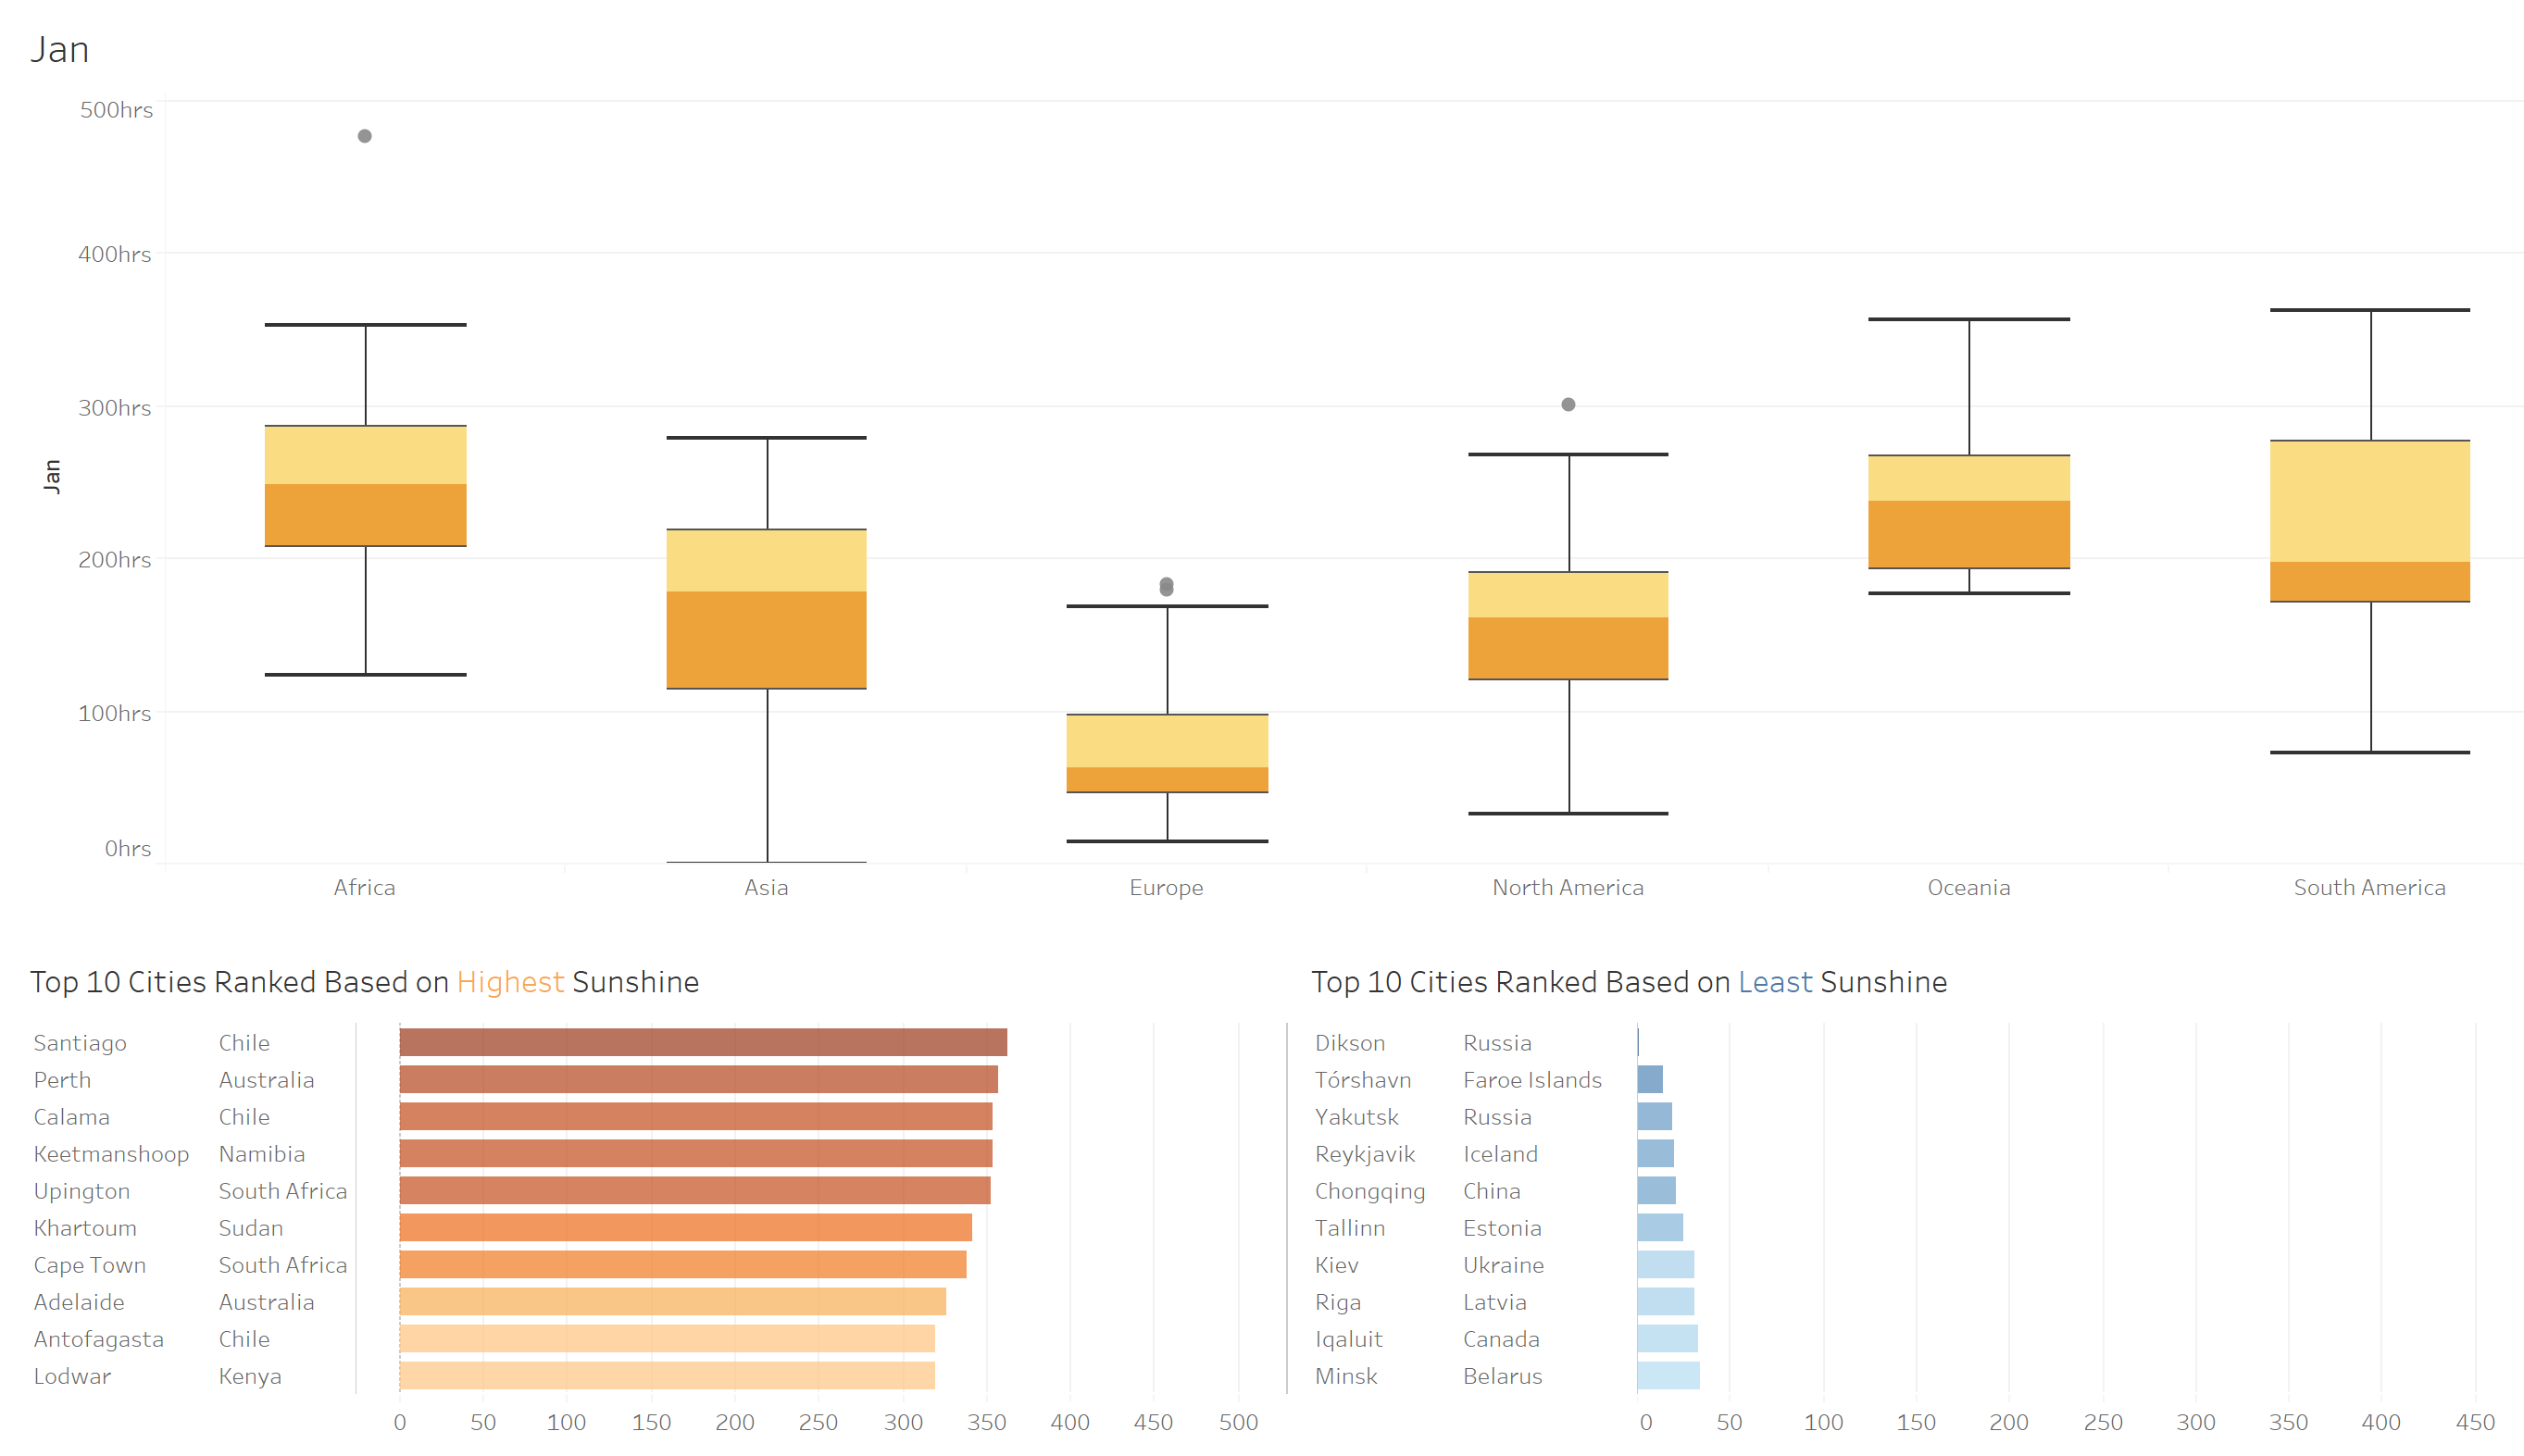 Jan
500hrs
400hrs
300hrs
200hrs
100hrs
0hrs
Jan
Africa Asia Europe North America Oceania South America
Top 10 Cities Ranked Based on Highest Sunshine
Santiago Chile
Perth Australia
Calama Chile
Keetmanshoop Namibia
Upington South Africa
Khartoum Sudan
Cape Town South Africa
Adelaide Australia
Antofagasta Chile
Lodwar Kenya
0 50 100 150 200 250 300 350 400 450 500
Top 10 Cities Ranked Based on Least Sunshine
Dikson Russia
Tórshavn Faroe Islands
Yakutsk Russia
Reykjavik Iceland
Chongqing China
Tallinn Estonia
Kiev Ukraine
Riga Latvia
Iqaluit Canada
Minsk Belarus
0 50 100 150 200 250 300 350 400 450